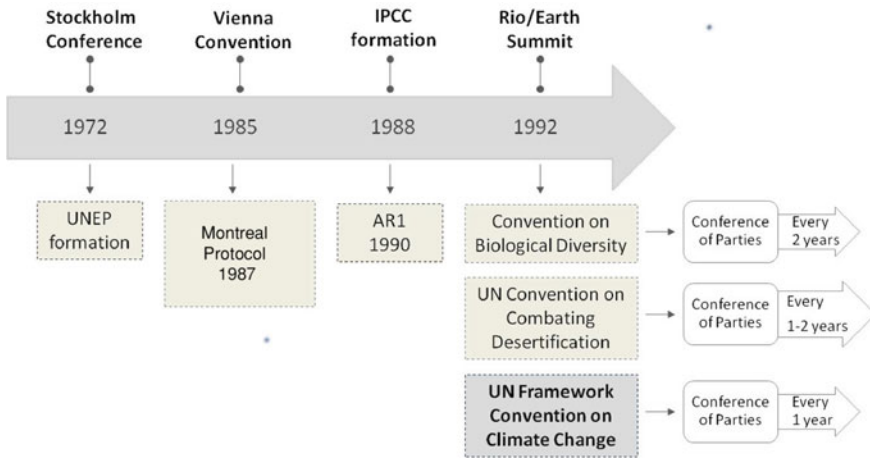 Stockholm
Conference
Vienna
Convention
IPCC
formation
Rio/Earth
Summit
1972
1985
1988
1992
UNEP
formation
Montreal
Protocol
1987
AR1
1990
Convention on
Biological Diversity
Conference
of Parties
Every
2 years
UN Convention on
Combating
Desertification
Conference
of Parties
Every
1-2 years
UN Framework
Convention on
Climate Change
Conference
of Parties
Every
1 year